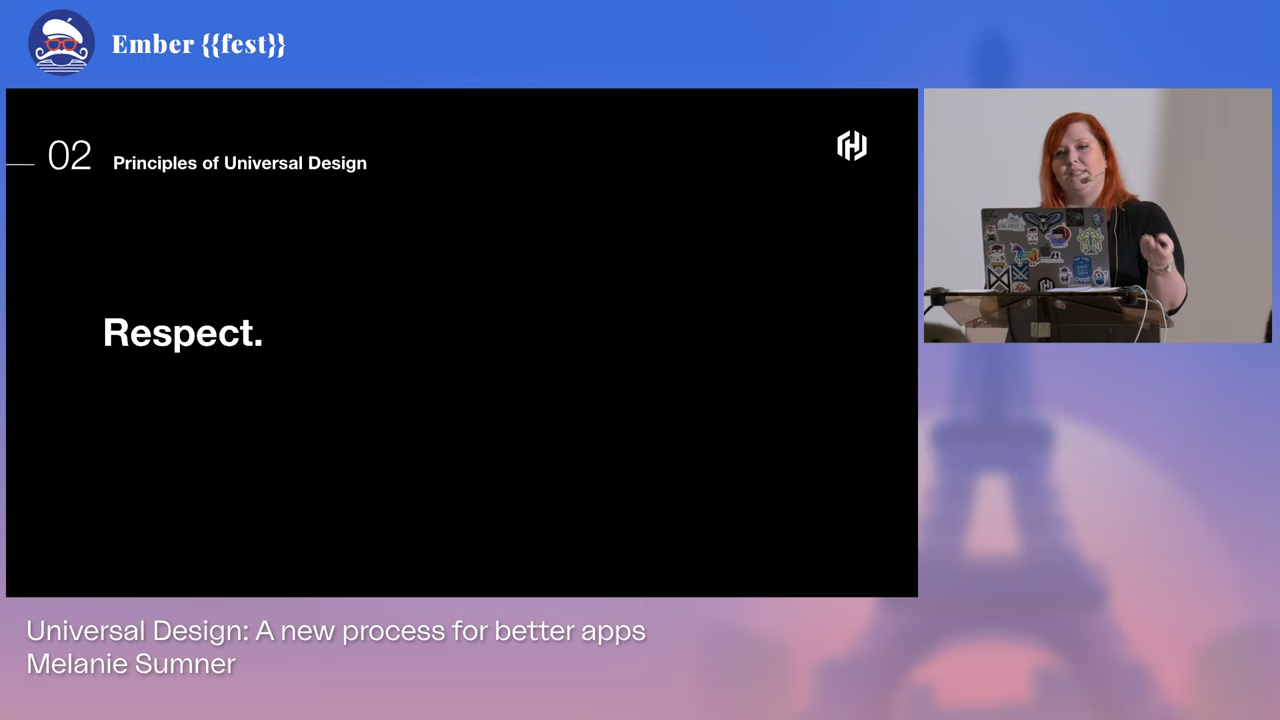 Ember {{fest}}
02 Principles of Universal Design
Respect.
Universal Design: A new process for better apps
Melanie Sumner